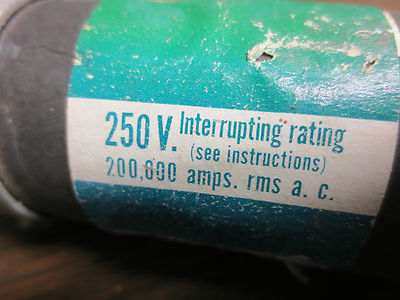 250 V. Interrupting rating
(see instructions)
200,000 amps. rms a. c.